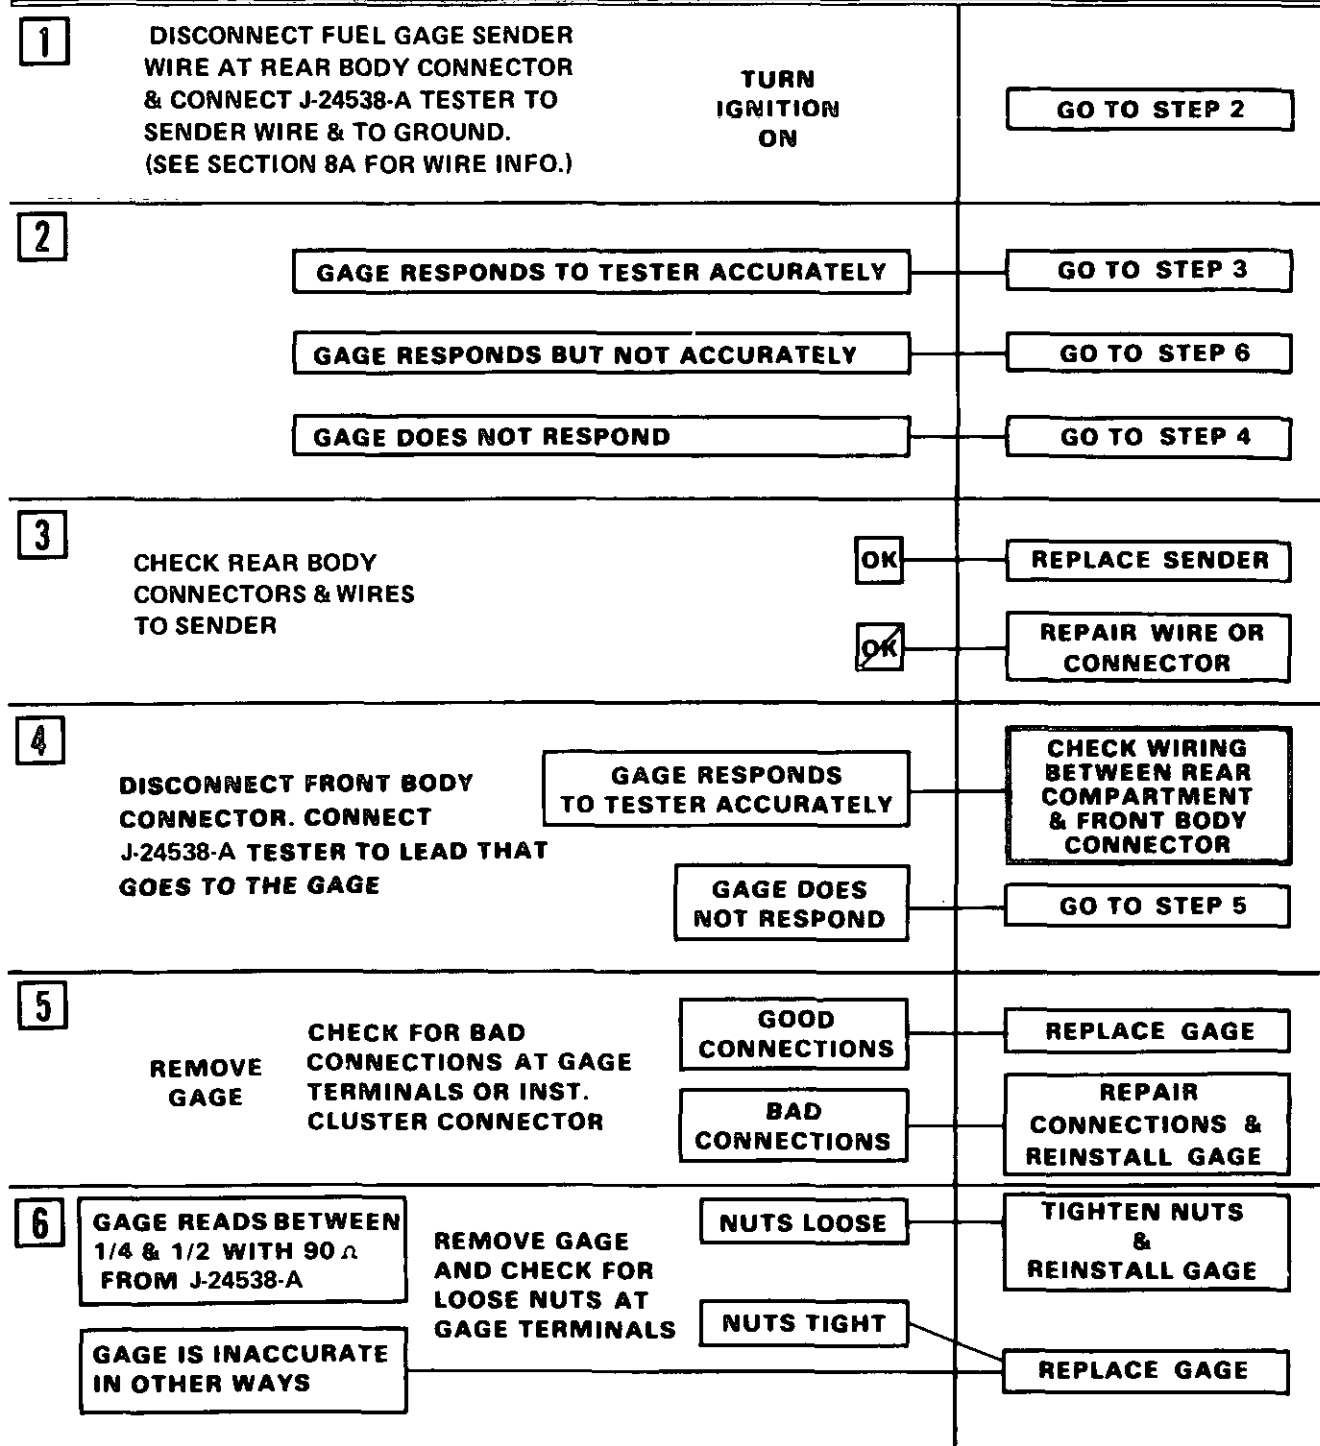 1
DISCONNECT FUEL GAGE SENDER
WIRE AT REAR BODY CONNECTOR
& CONNECT J-24538-A TESTER TO
SENDER WIRE & TO GROUND.
(SEE SECTION 8A FOR WIRE INFO.)
TURN
IGNITION
ON
GO TO STEP 2
2
GAGE RESPONDS TO TESTER ACCURATELY
GO TO STEP 3
GAGE RESPONDS BUT NOT ACCURATELY
GO TO STEP 6
GAGE DOES NOT RESPOND
GO TO STEP 4
3
CHECK REAR BODY
CONNECTORS & WIRES
TO SENDER
OK
REPLACE SENDER
OK
REPAIR WIRE OR
CONNECTOR
4
DISCONNECT FRONT BODY
CONNECTOR. CONNECT
J-24538-A TESTER TO LEAD THAT
GOES TO THE GAGE
GAGE RESPONDS
TO TESTER ACCURATELY
CHECK WIRING
BETWEEN REAR
COMPARTMENT
& FRONT BODY
CONNECTOR
GAGE DOES
NOT RESPOND
GO TO STEP 5
5
REMOVE
GAGE
CHECK FOR BAD
CONNECTIONS AT GAGE
TERMINALS OR INST.
CLUSTER CONNECTOR
GOOD
CONNECTIONS
REPLACE GAGE
BAD
CONNECTIONS
REPAIR
CONNECTIONS &
REINSTALL GAGE
6
GAGE READS BETWEEN
1/4 & 1/2 WITH 90 Ω
FROM J-24538-A
REMOVE GAGE
AND CHECK FOR
LOOSE NUTS AT
GAGE TERMINALS
NUTS LOOSE
TIGHTEN NUTS
&
REINSTALL GAGE
NUTS TIGHT
GAGE IS INACCURATE
IN OTHER WAYS
REPLACE GAGE